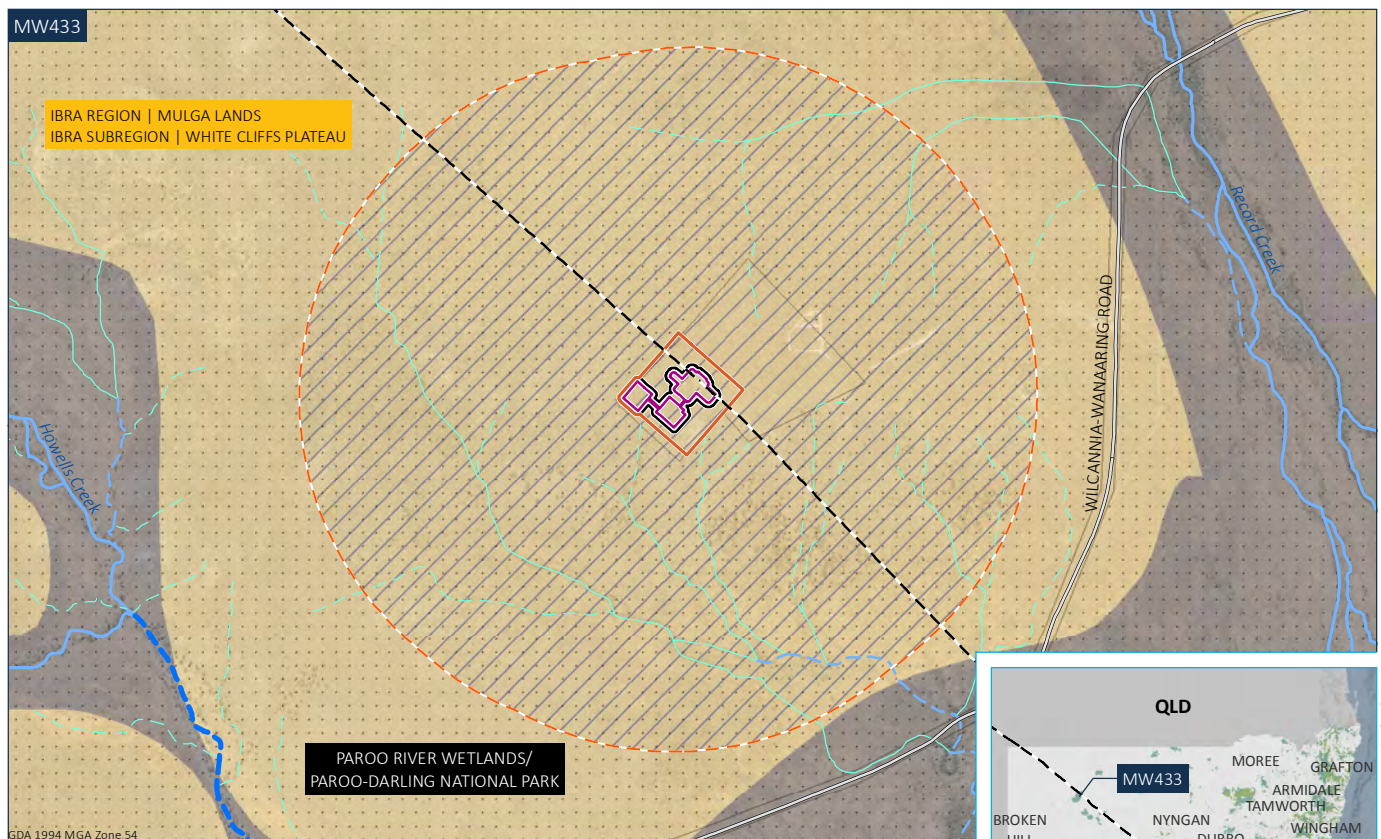 MW433
IBRA REGION | MULGA LANDS
IBRA SUBREGION | WHITE CLIFFS PLATEAU
Record Creek
WILCANNIA-WANAARING ROAD
Howells Creek
PAROO RIVER WETLANDS/
PAROO-DARLING NATIONAL PARK
GDA 1994 MGA Zone 54
QLD
MOREE
GRAFTON
MW433
ARMIDALE
TAMWORTH
BROKEN
HILL
NYNGAN
DUBBO
WINGHAM